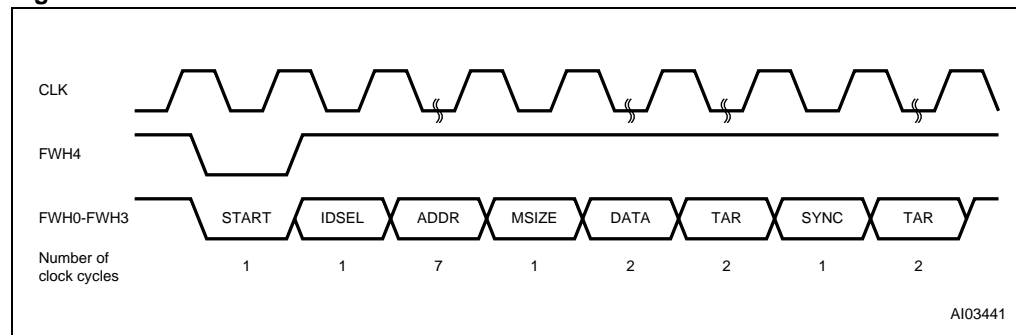 CLK
FWH4
FWH0-FWH3 START IDSEL ADDR MSIZE DATA TAR SYNC TAR
Number of
clock cycles 1 1 7 1 2 2 1 2
AI03441